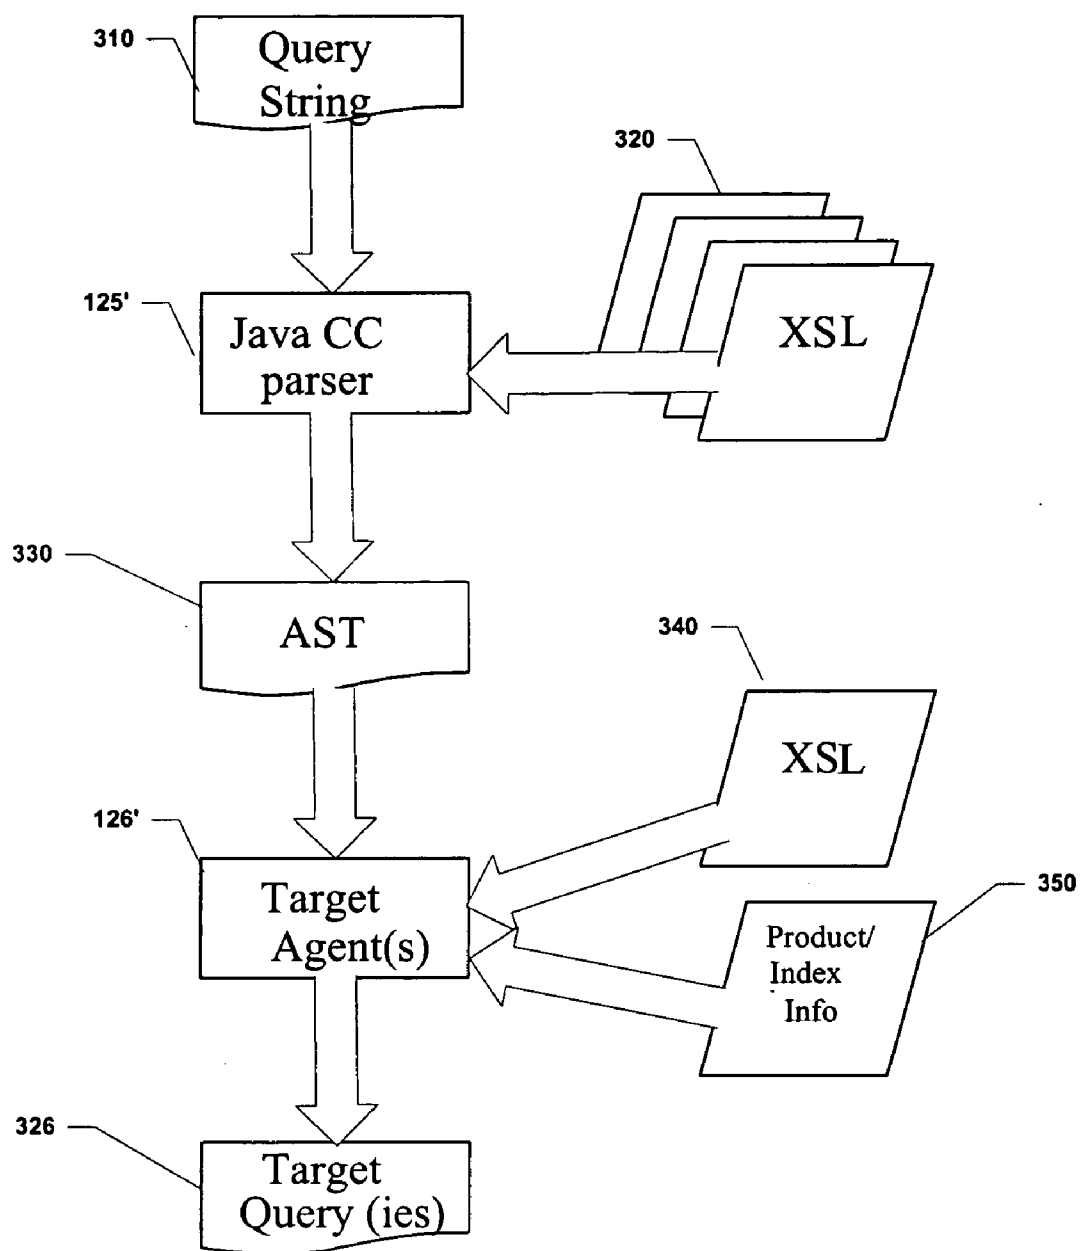 310
Query
String
320
125'
Java CC
parser
XSL
330
AST
340
XSL
126'
Target
Agent(s)
350
Product/
Index
Info
326
Target
Query (ies)